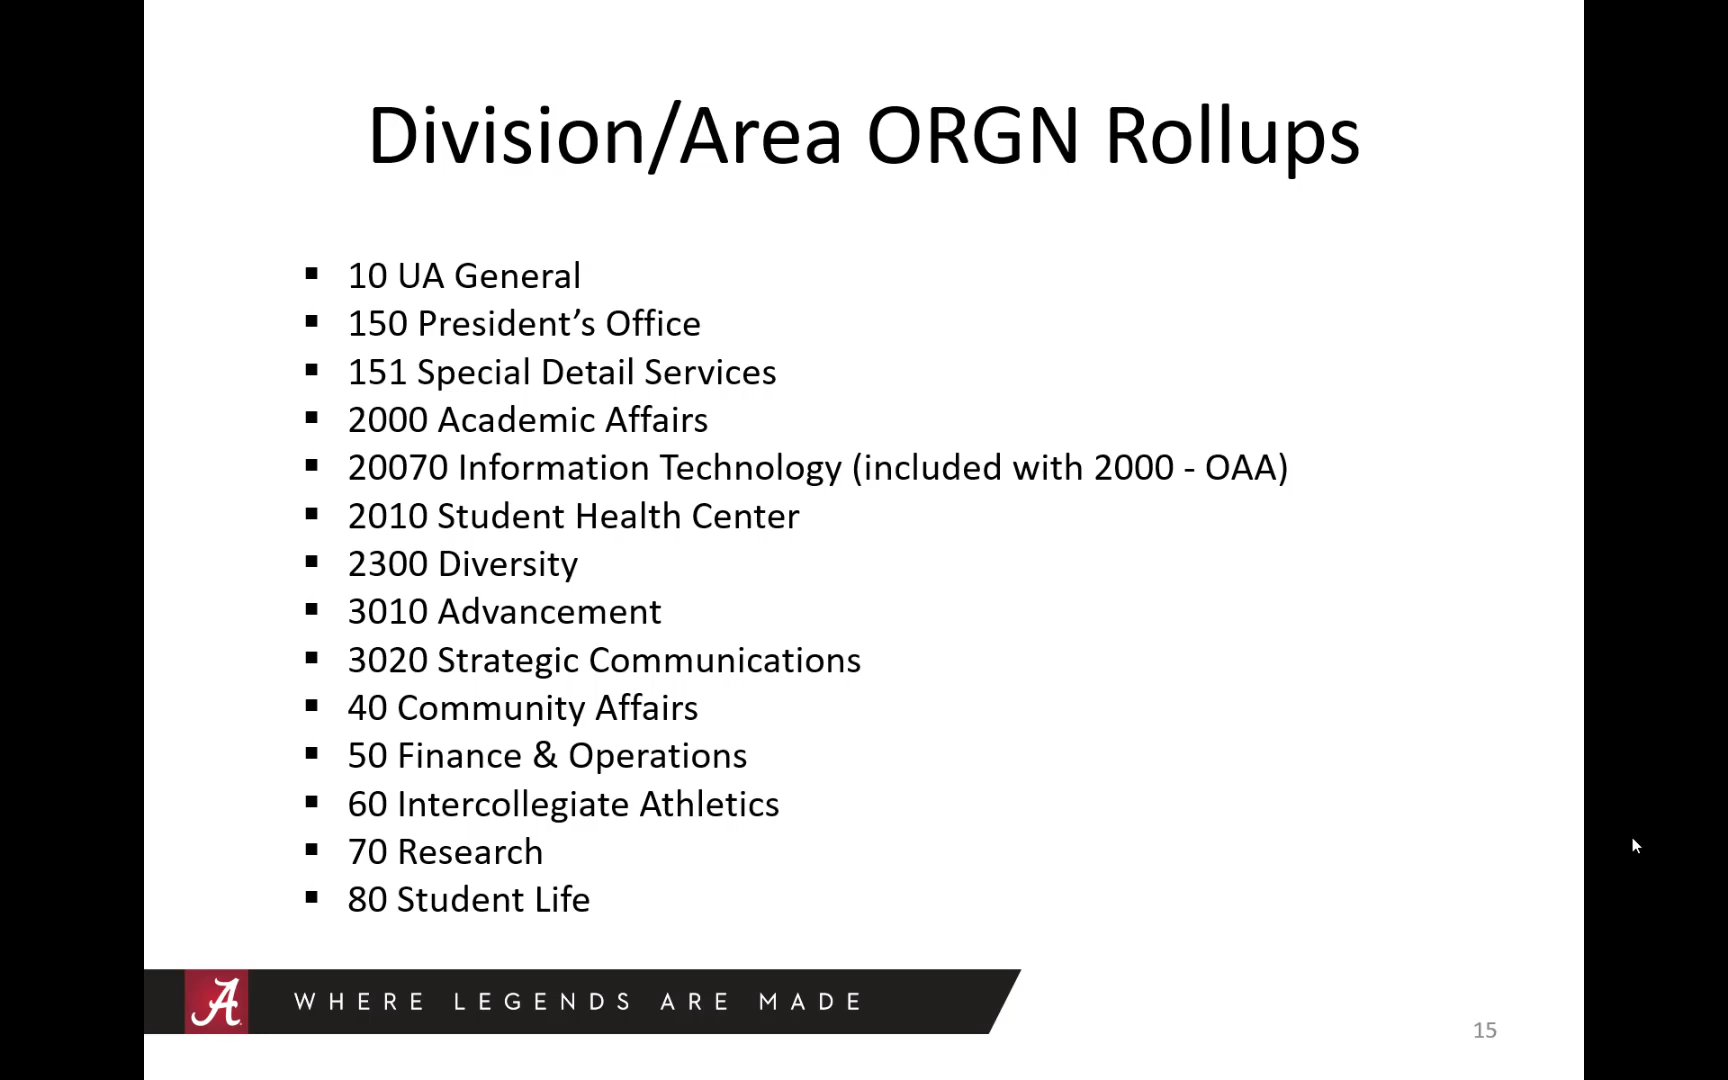 Division/Area ORGN Rollups
▪ 10 UA General
▪ 150 President’s Office
▪ 151 Special Detail Services
▪ 2000 Academic Affairs
▪ 20070 Information Technology (included with 2000 - OAA)
▪ 2010 Student Health Center
▪ 2300 Diversity
▪ 3010 Advancement
▪ 3020 Strategic Communications
▪ 40 Community Affairs
▪ 50 Finance & Operations
▪ 60 Intercollegiate Athletics
▪ 70 Research
▪ 80 Student Life
A WHERE LEGENDS ARE MADE
15